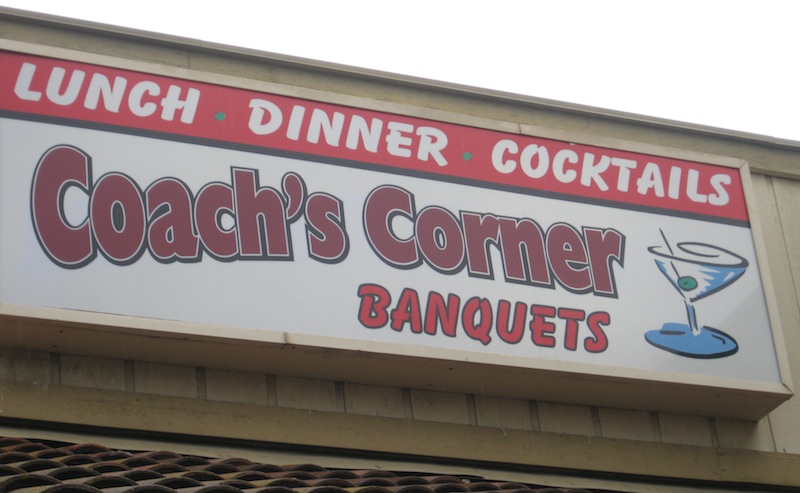 LUNCH • DINNER • COCKTAILS
Coach's Corner
BANQUETS